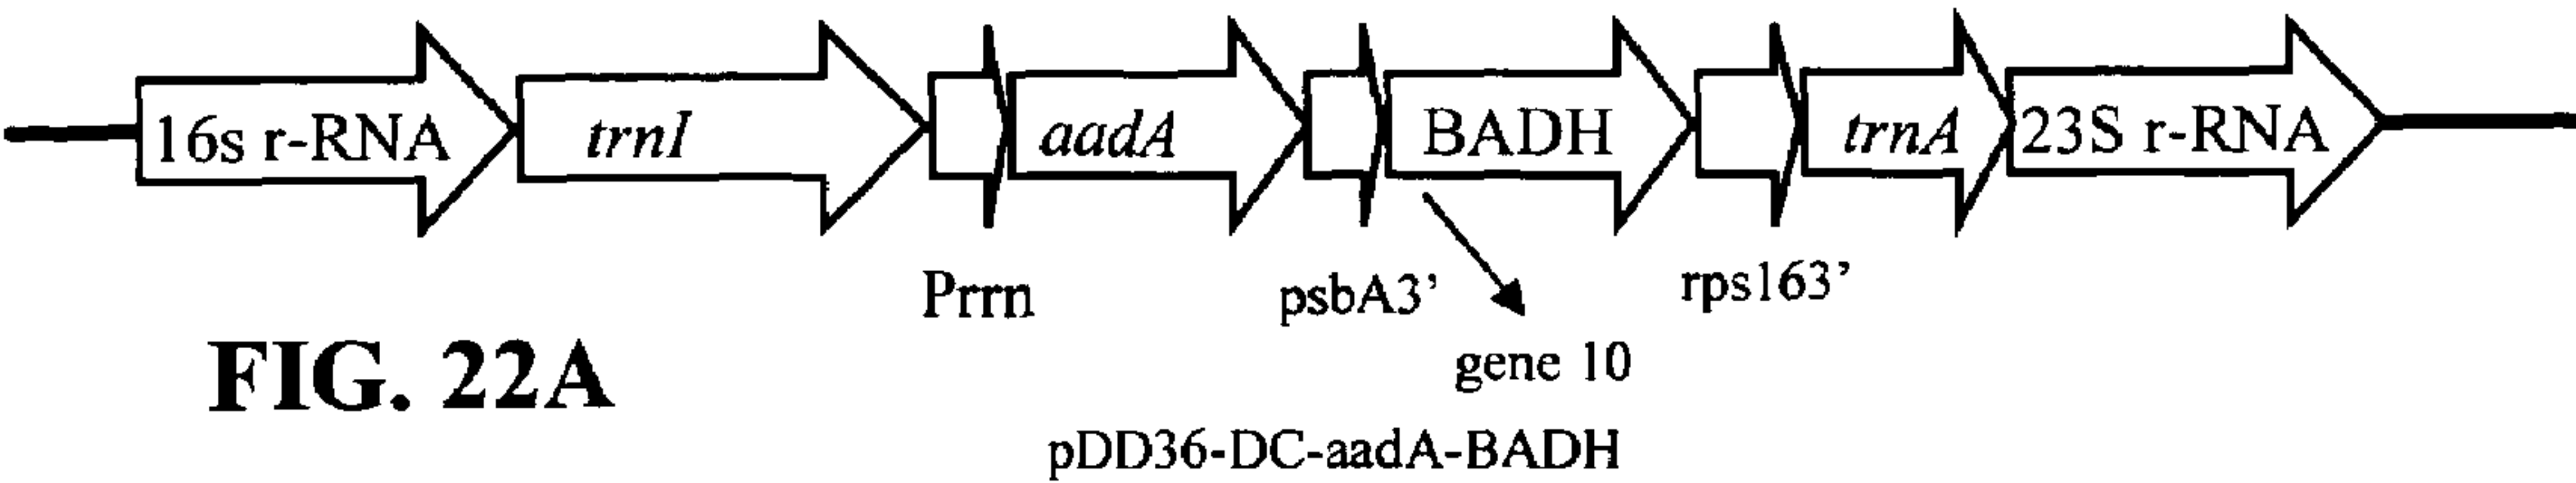 16s r-RNA trnI aadA BADH trnA 23S r-RNA
Prrn psbA3’ rps163’
gene 10
FIG. 22A
pDD36-DC-aadA-BADH